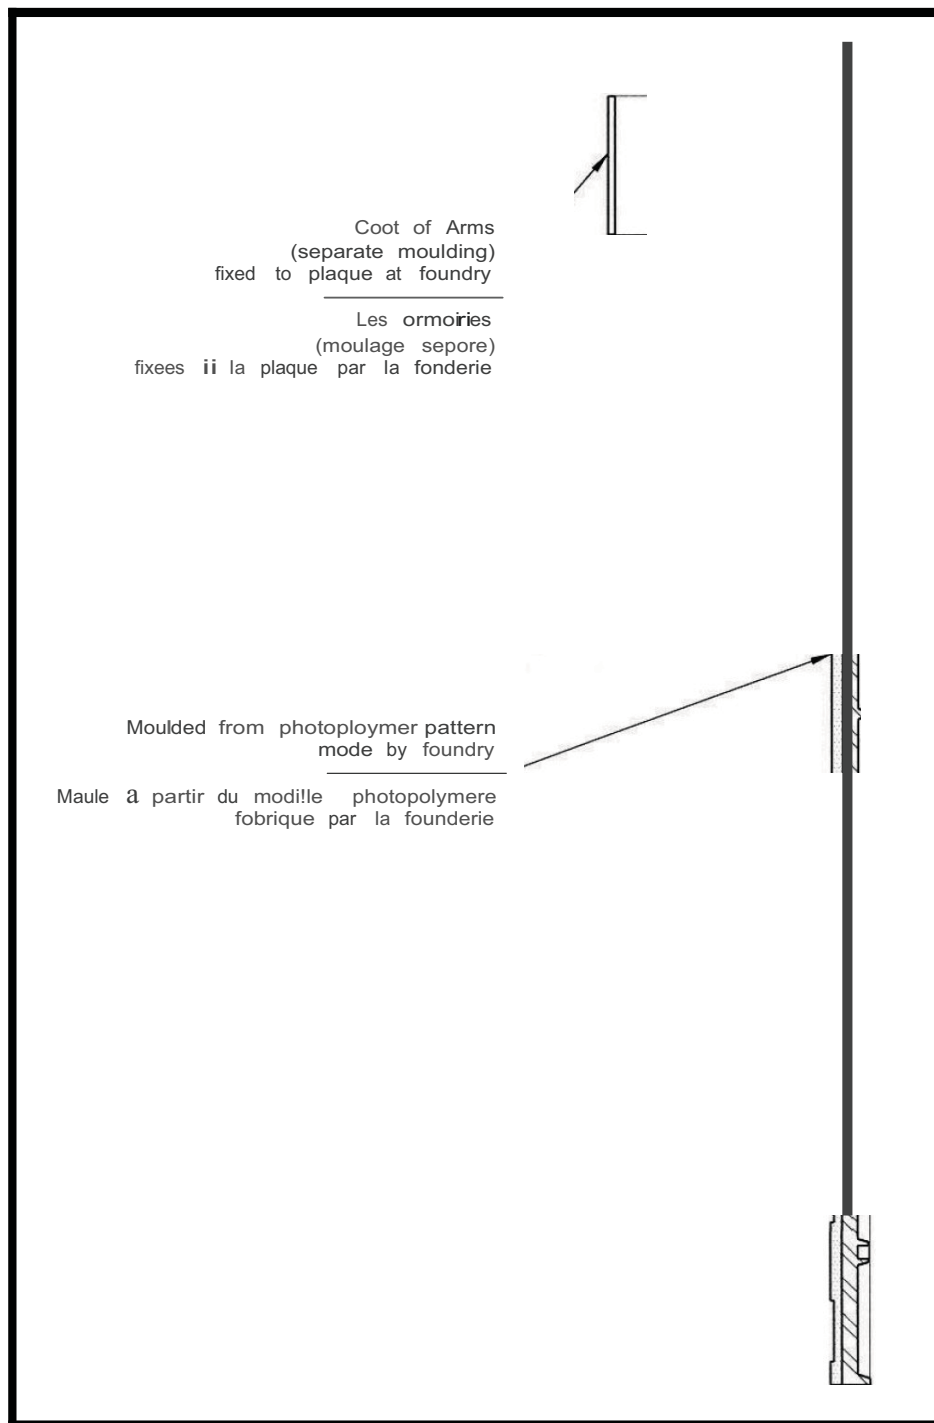 Coot of Arms
(separate moulding)
fixed to plaque at foundry
Les ormoiries
(moulage sepore)
fixees ii la plaque par la fonderie
Moulded from photoploymer pattern
mode by foundry
Maule a partir du modi!le photopolymere
fobrique par la founderie